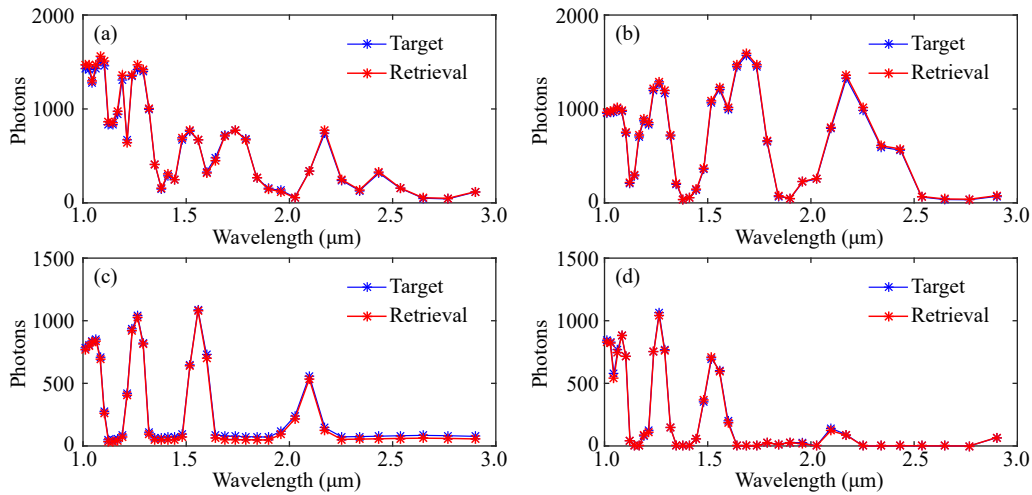 2000
(a)
Target
Retrieval
1000
0
Photons
1.0 1.5 2.0 2.5 3.0
Wavelength (μm)
2000
(b)
Target
Retrieval
1000
0
Photons
1.0 1.5 2.0 2.5 3.0
Wavelength (μm)
1500
(c)
Target
Retrieval
1000
500
0
Photons
1.0 1.5 2.0 2.5 3.0
Wavelength (μm)
1500
(d)
Target
Retrieval
1000
500
0
Photons
1.0 1.5 2.0 2.5 3.0
Wavelength (μm)